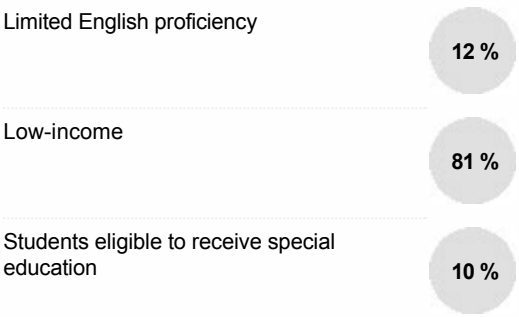 Limited English proficiency
12 %
Low-income
81 %
Students eligible to receive special
education
10 %